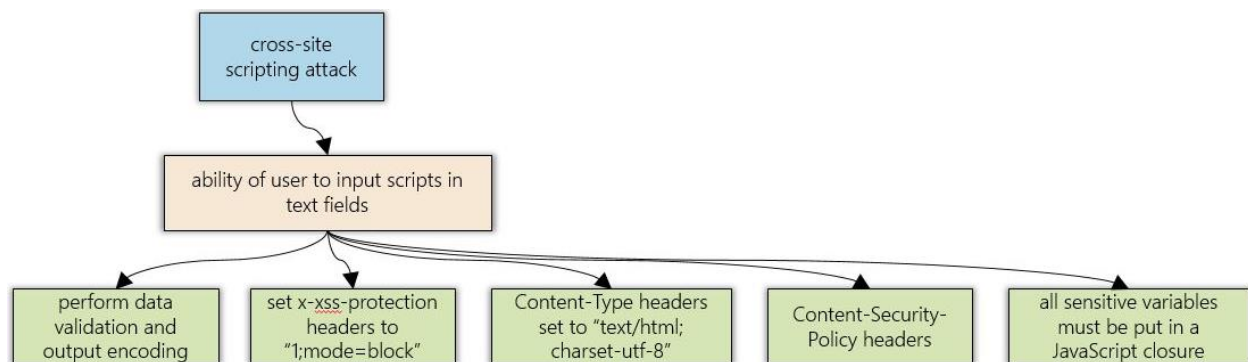 cross-site
scripting attack
ability of user to input scripts in
text fields
perform data
validation and
output encoding
set x-xss-protection
headers to
“1;mode=block”
Content-Type headers
set to “text/html;
charset-utf-8”
Content-Security-
Policy headers
all sensitive variables
must be put in a
JavaScript closure